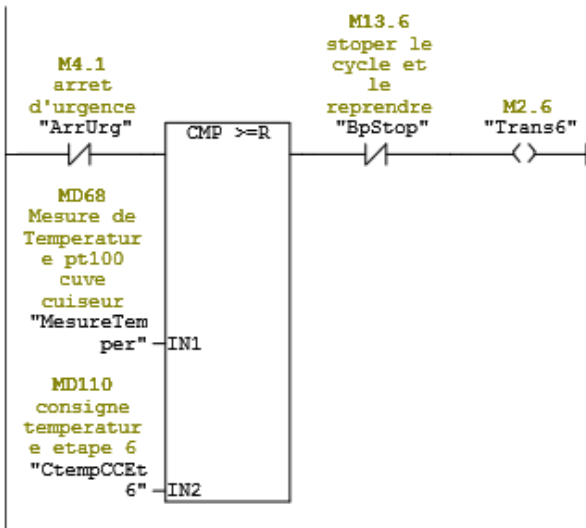 M4.1
arret
d'urgence
"ArrUrg"
CMP >=R
M13.6
stoper le
cycle et
le
reprendre
"BpStop"
M2.6
"Trans6"
MD68
Mesure de
Temperatur
e pt100
cuve
cuiseur
"MesureTem
per"
IN1
MD110
consigne
temperatur
e etape 6
"CtempCCEt
6"
IN2